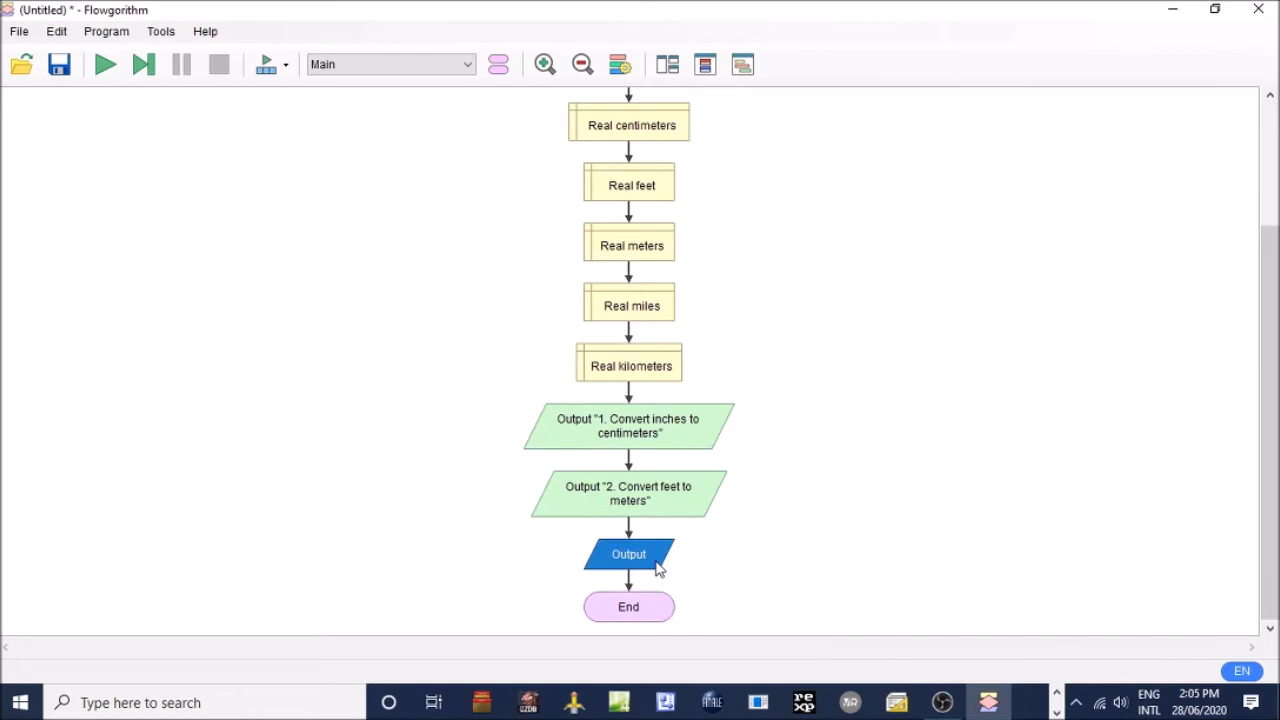 (Untitled) * - Flowgorithm
File Edit Program Tools Help
Main
Real centimeters
Real feet
Real meters
Real miles
Real kilometers
Output "1. Convert inches to
centimeters"
Output "2. Convert feet to
meters"
Output
End
EN
Type here to search
ENG
INTL
2:05 PM
28/06/2020